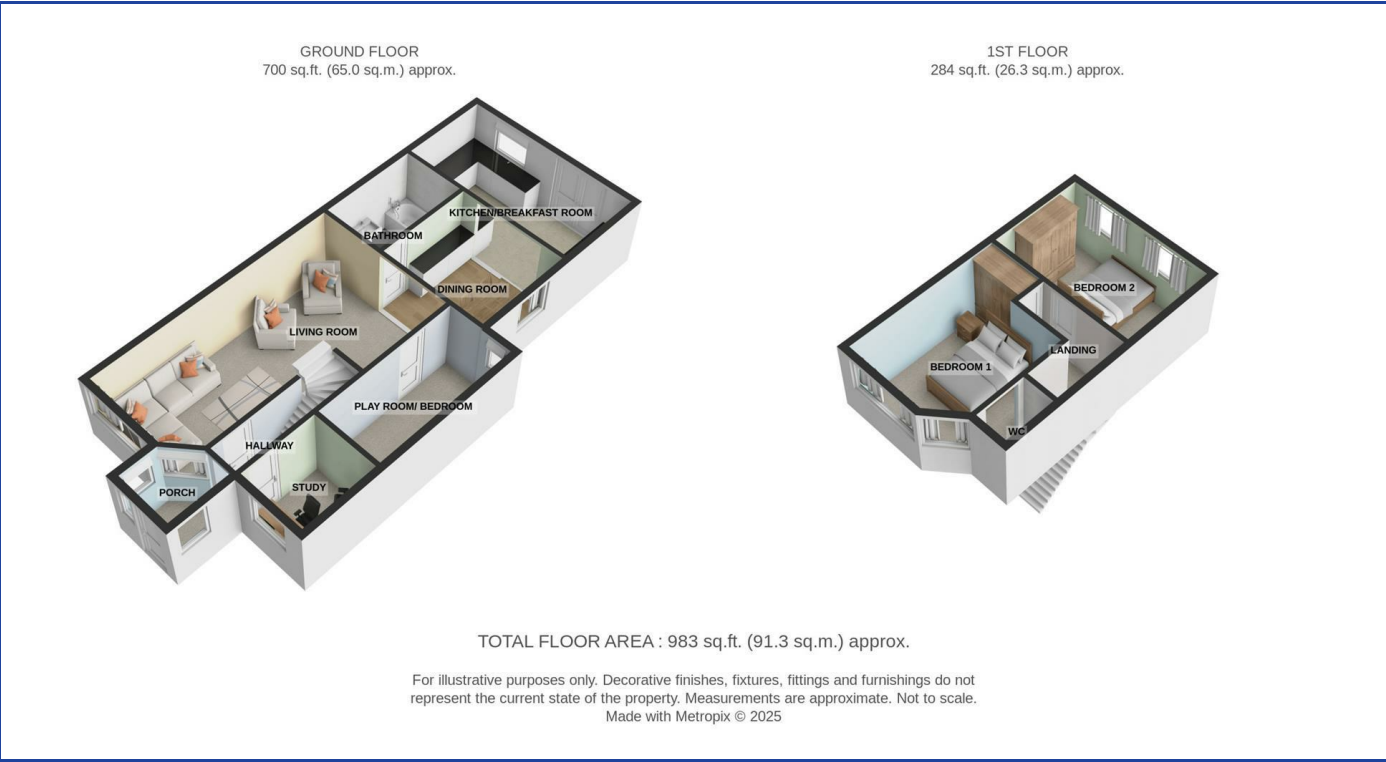 GROUND FLOOR
700 sq.ft. (65.0 sq.m.) approx.
1ST FLOOR
284 sq.ft. (26.3 sq.m.) approx.
KITCHEN/BREAKFAST ROOM
BATHROOM
DINING ROOM
LIVING ROOM
PLAY ROOM/ BEDROOM
HALLWAY
STUDY
PORCH
BEDROOM 2
LANDING
BEDROOM 1
WC
TOTAL FLOOR AREA : 983 sq.ft. (91.3 sq.m.) approx.
For illustrative purposes only. Decorative finishes, fixtures, fittings and furnishings do not
represent the current state of the property. Measurements are approximate. Not to scale.
Made with Metropix © 2025